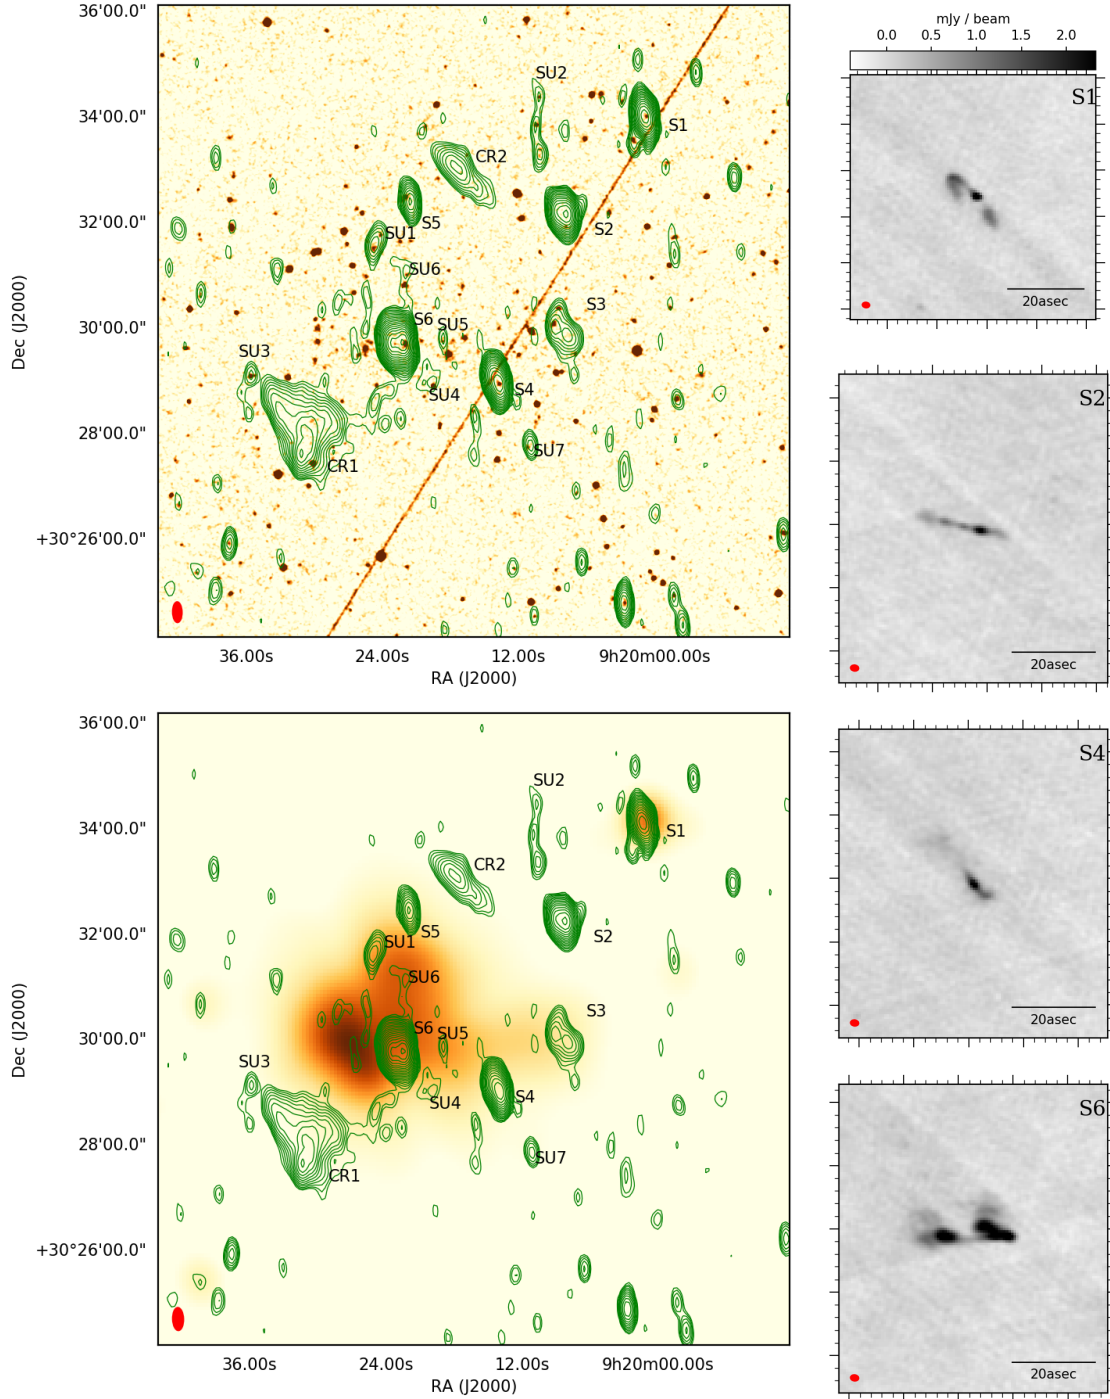 36'00.0"
34'00.0"
32'00.0"
30'00.0"
28'00.0"
+30°26'00.0"
Dec (J2000)
SU2
S1
CR2
S5
S2
SU1
SU6
S3
S6
SU5
SU3
SU4
S4
SU7
CR1
36.00s 24.00s 12.00s 9h20m00.00s
RA (J2000)
mJy / beam
0.0 0.5 1.0 1.5 2.0
S1
20asec
S2
20asec
36'00.0"
34'00.0"
32'00.0"
30'00.0"
28'00.0"
+30°26'00.0"
Dec (J2000)
SU2
S1
CR2
S5
S2
SU1
SU6
S3
S6
SU5
SU3
SU4
S4
SU7
CR1
36.00s 24.00s 12.00s 9h20m00.00s
RA (J2000)
S4
20asec
S6
20asec